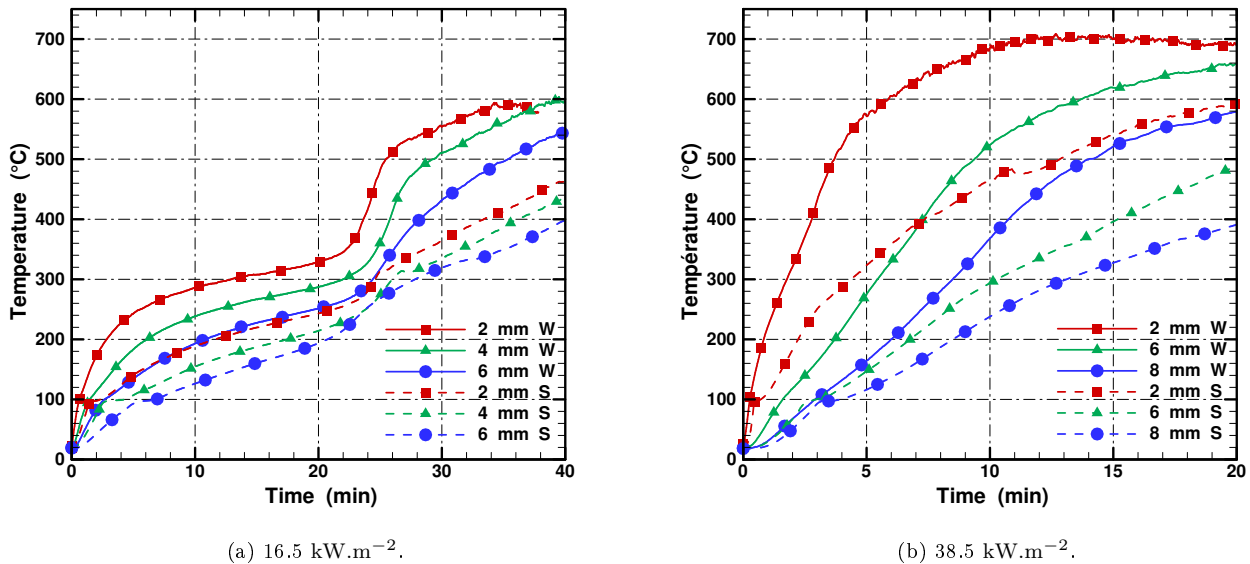 700
600
500
400
300
200
100
0
Température (°C)
0 10 20 30 40
Time (min)
2 mm W
4 mm W
6 mm W
2 mm S
4 mm S
6 mm S
(a) 16.5 kW.m−2.
700
600
500
400
300
200
100
0
Température (°C)
0 5 10 15 20
Time (min)
2 mm W
6 mm W
8 mm W
2 mm S
6 mm S
8 mm S
(b) 38.5 kW.m−2.